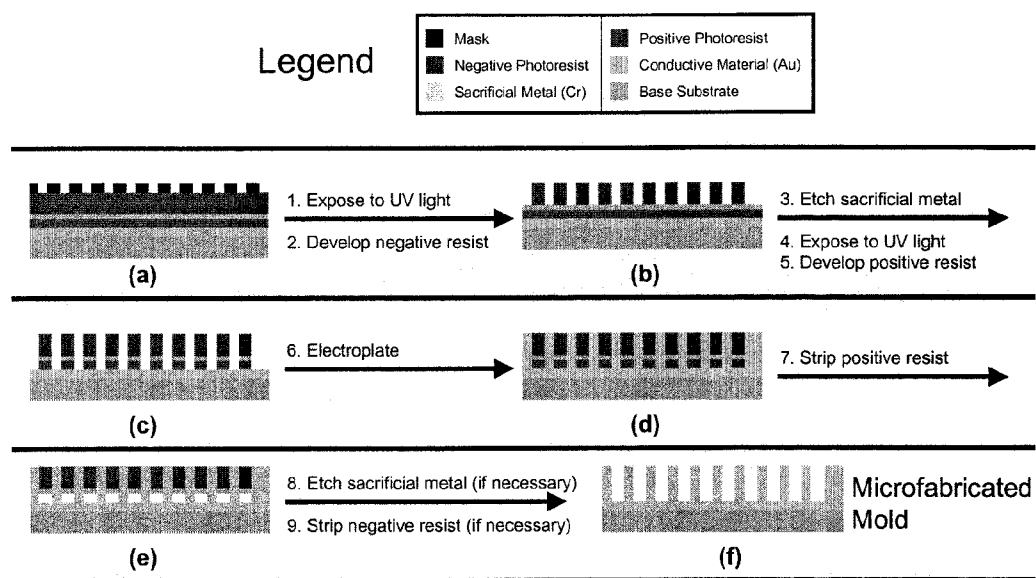 Legend
Mask
Negative Photoresist
Sacrificial Metal (Cr)
Positive Photoresist
Conductive Material (Au)
Base Substrate
1. Expose to UV light
2. Develop negative resist
(a)
(b)
3. Etch sacrificial metal
4. Expose to UV light
5. Develop positive resist
6. Electroplate
(c)
(d)
7. Strip positive resist
8. Etch sacrificial metal (if necessary)
9. Strip negative resist (if necessary)
(e)
(f)
Microfabricated
Mold